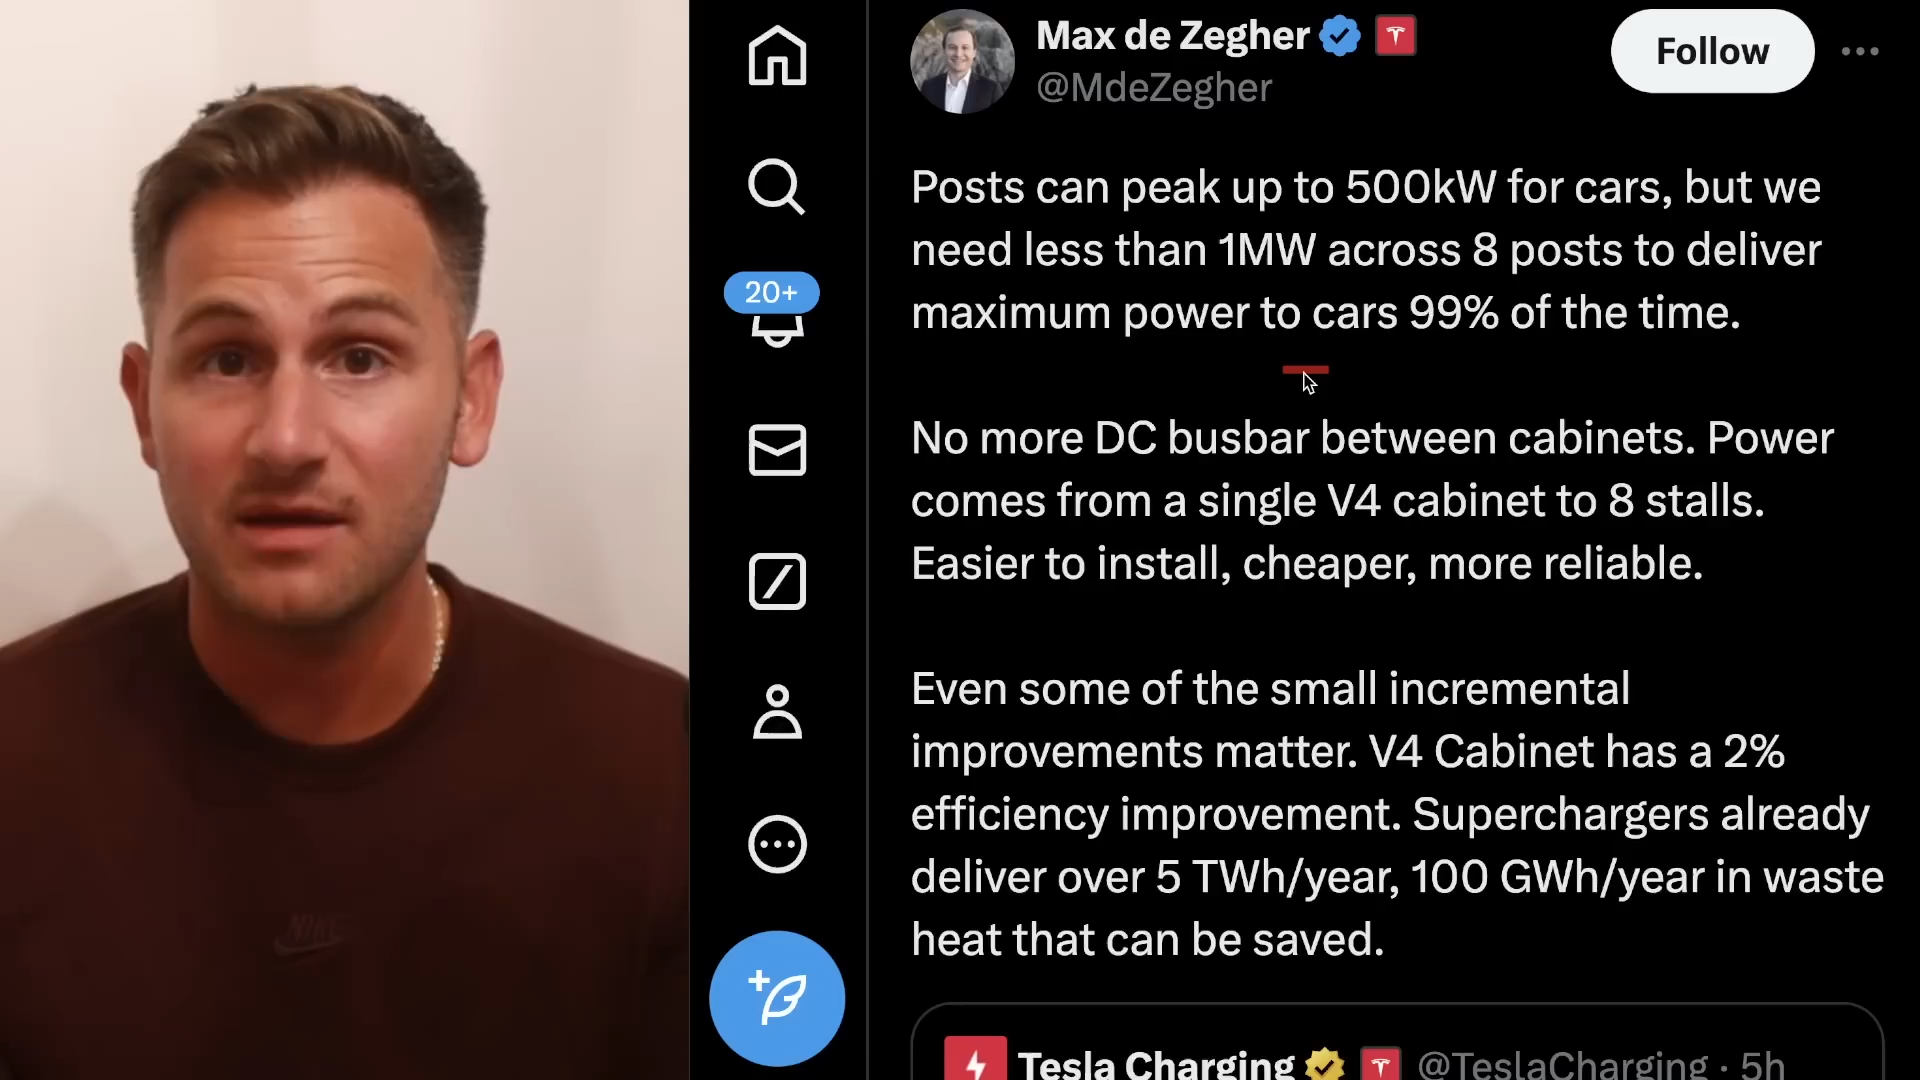 Max de Zegher
@MdeZegher
Follow
Posts can peak up to 500kW for cars, but we
need less than 1MW across 8 posts to deliver
maximum power to cars 99% of the time.
20+
No more DC busbar between cabinets. Power
comes from a single V4 cabinet to 8 stalls.
Easier to install, cheaper, more reliable.
Even some of the small incremental
improvements matter. V4 Cabinet has a 2%
efficiency improvement. Superchargers already
deliver over 5 TWh/year, 100 GWh/year in waste
heat that can be saved.
NIKE
Tesla Charging @TeslaCharging · 5h